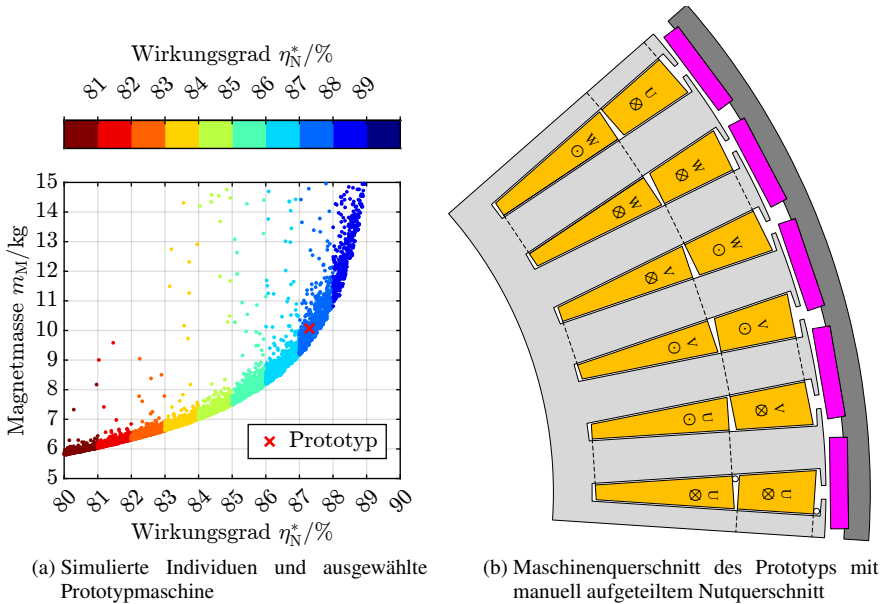 Wirkungsgrad η*N/%
81 82 83 84 85 86 87 88 89
Magnetmasse mM/kg
15
14
13
12
11
10
9
8
7
6
5
Prototyp
80 81 82 83 84 85 86 87 88 89 90
Wirkungsgrad η*N/%
(a) Simulierte Individuen und ausgewählte
Prototypmaschine
U
W
W
W
W
V
V
V
V
U
U
U
(b) Maschinenquerschnitt des Prototyps mit
manuell aufgeteiltem Nutquerschnitt